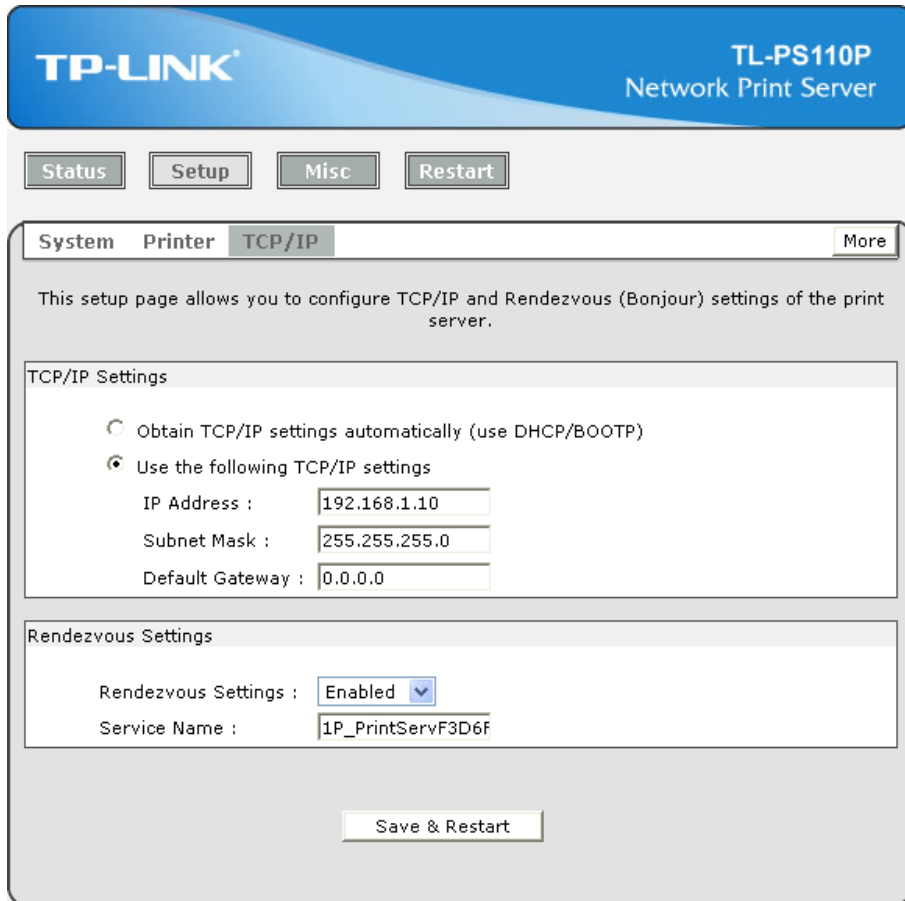 TP-LINK
TL-PS110P
Network Print Server
Status Setup Misc Restart
System Printer TCP/IP More
This setup page allows you to configure TCP/IP and Rendezvous (Bonjour) settings of the print
server.
TCP/IP Settings
Obtain TCP/IP settings automatically (use DHCP/BOOTP)
Use the following TCP/IP settings
IP Address : 192.168.1.10
Subnet Mask : 255.255.255.0
Default Gateway : 0.0.0.0
Rendezvous Settings
Rendezvous Settings : Enabled
Service Name : 1P_PrintServF3D6F
Save & Restart